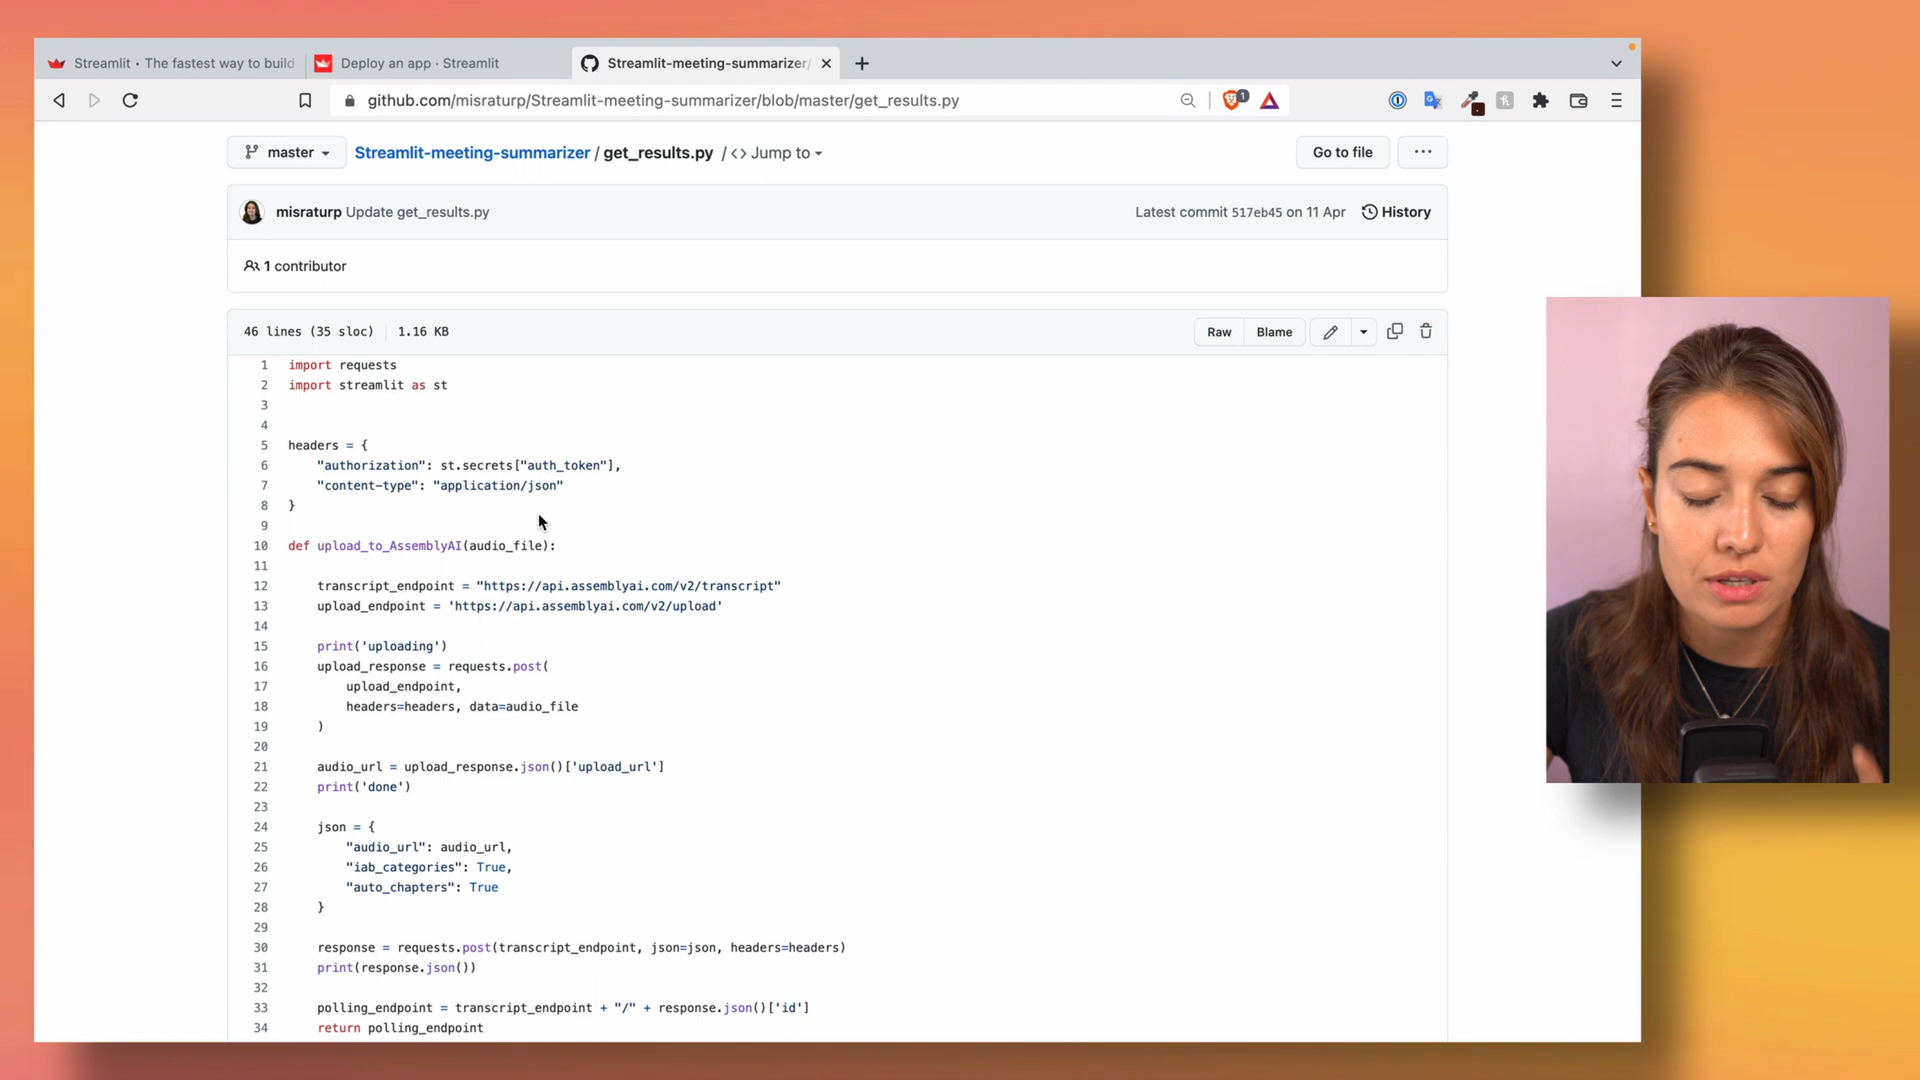 Streamlit • The fastest way to build
Deploy an app · Streamlit
Streamlit-meeting-summarizer/
github.com/misraturp/Streamlit-meeting-summarizer/blob/master/get_results.py
1
master
Streamlit-meeting-summarizer / get_results.py / <> Jump to
Go to file
...
misraturp Update get_results.py
Latest commit 517eb45 on 11 Apr
History
1 contributor
46 lines (35 sloc)
1.16 KB
Raw
Blame
1 import requests
2 import streamlit as st
3
4
5 headers = {
6     "authorization": st.secrets["auth_token"],
7     "content-type": "application/json"
8 }
9
10 def upload_to_AssemblyAI(audio_file):
11
12     transcript_endpoint = "https://api.assemblyai.com/v2/transcript"
13     upload_endpoint = 'https://api.assemblyai.com/v2/upload'
14
15     print('uploading')
16     upload_response = requests.post(
17         upload_endpoint,
18         headers=headers, data=audio_file
19     )
20
21     audio_url = upload_response.json()['upload_url']
22     print('done')
23
24     json = {
25         "audio_url": audio_url,
26         "iab_categories": True,
27         "auto_chapters": True
28     }
29
30     response = requests.post(transcript_endpoint, json=json, headers=headers)
31     print(response.json())
32
33     polling_endpoint = transcript_endpoint + "/" + response.json()['id']
34     return polling_endpoint